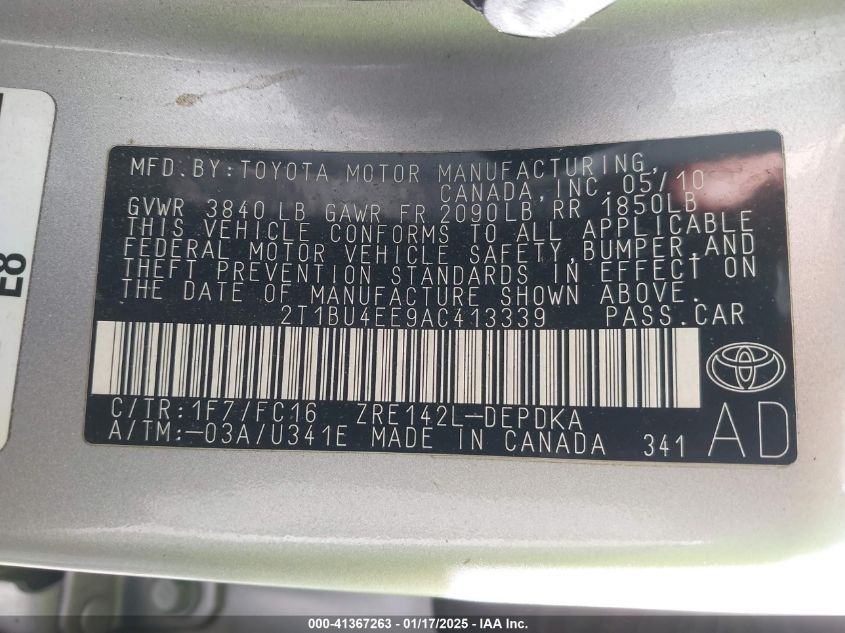 MFD. BY: TOYOTA MOTOR MANUFACTURING,
CANADA, INC. 05/10
GVWR 3840 LB GAWR FR 2090LB RR 1850LB
THIS VEHICLE CONFORMS TO ALL APPLICABLE
FEDERAL MOTOR VEHICLE SAFETY, BUMPER, AND
THEFT PREVENTION STANDARDS IN EFFECT ON
THE DATE OF MANUFACTURE SHOWN ABOVE.
2T1BU4EE9AC413339 PASS. CAR
C/TR: 1F7/FC16 ZRE142L-DEPDKA
A/TM: -03A/U341E MADE IN CANADA 341
AD
E8
000-41367263 - 01/17/2025 - IAA Inc.